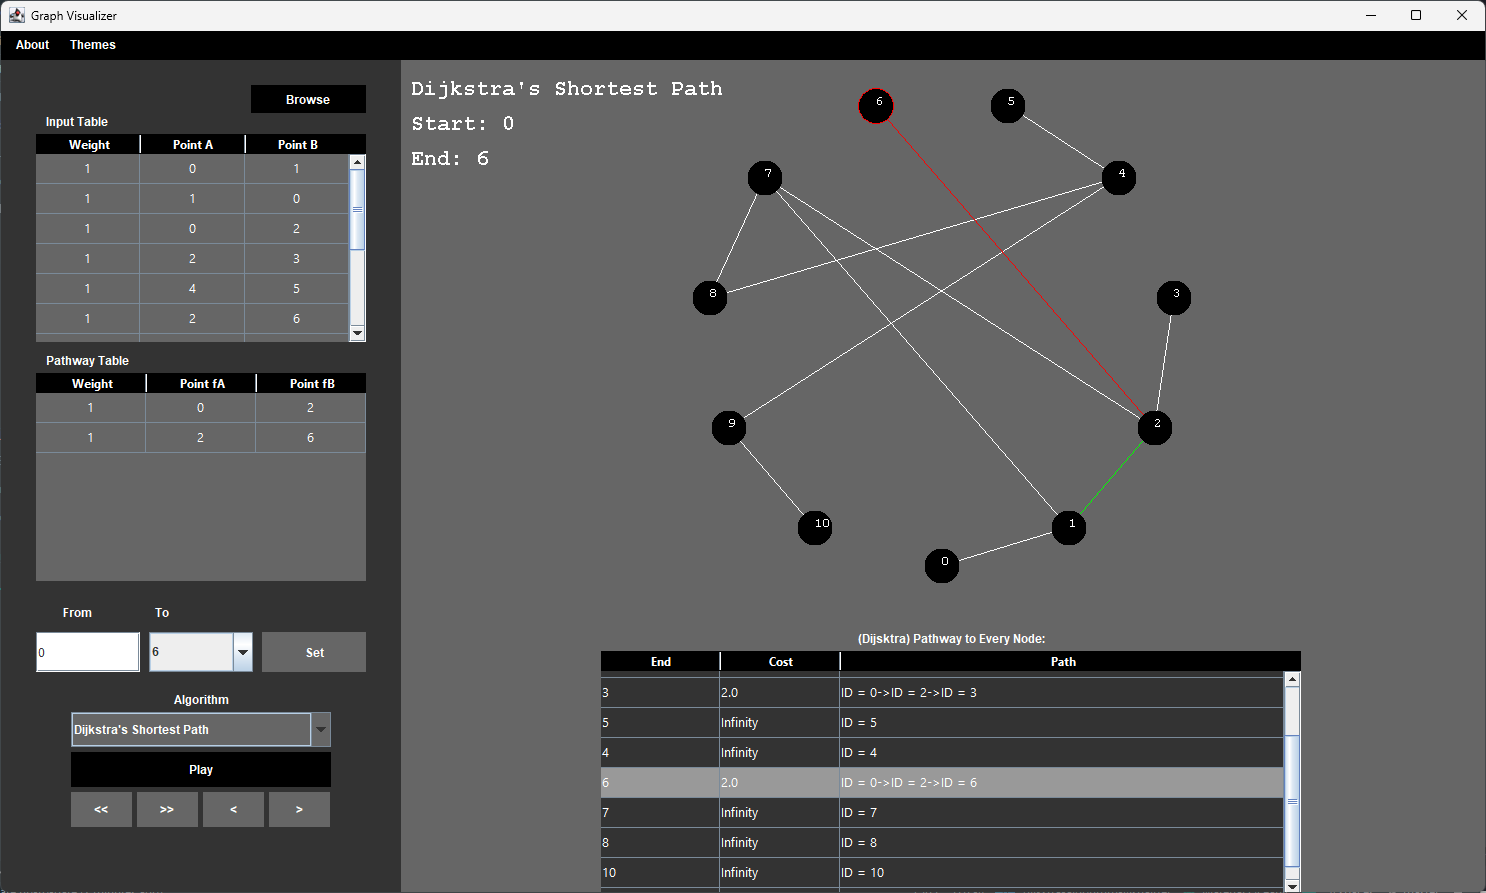 Graph Visualizer
About Themes
Browse
Input Table
Weight Point A Point B
1 0 1
1 1 0
1 0 2
1 2 3
1 4 5
1 2 6
Pathway Table
Weight Point fA Point fB
1 0 2
1 2 6
From To
0 6 Set
Algorithm
Dijkstra's Shortest Path
Play
<< >> < >
Dijkstra's Shortest Path
Start: 0
End: 6
6 5
7 4
8 3
9 2
10 1
0
(Dijsktra) Pathway to Every Node:
End Cost Path
3 2.0 ID = 0->ID = 2->ID = 3
5 Infinity ID = 5
4 Infinity ID = 4
6 2.0 ID = 0->ID = 2->ID = 6
7 Infinity ID = 7
8 Infinity ID = 8
10 Infinity ID = 10